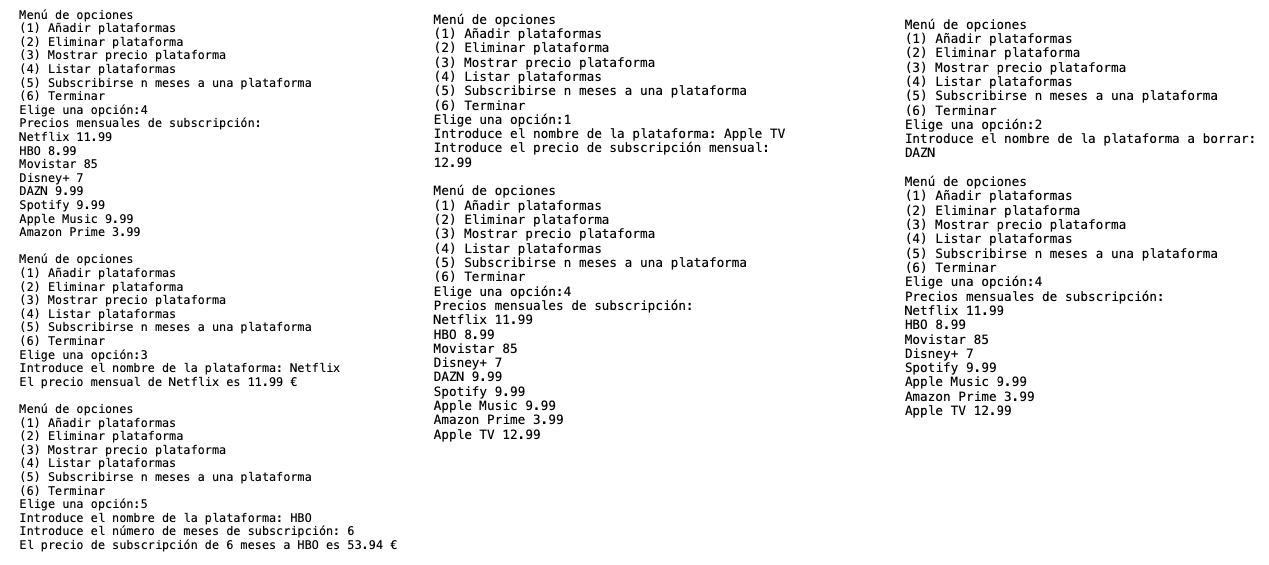 Menú de opciones
(1) Añadir plataformas
(2) Eliminar plataforma
(3) Mostrar precio plataforma
(4) Listar plataformas
(5) Subscribirse n meses a una plataforma
(6) Terminar
Elige una opción:4
Precios mensuales de subscripción:
Netflix 11.99
HBO 8.99
Movistar 85
Disney+ 7
DAZN 9.99
Spotify 9.99
Apple Music 9.99
Amazon Prime 3.99

Menú de opciones
(1) Añadir plataformas
(2) Eliminar plataforma
(3) Mostrar precio plataforma
(4) Listar plataformas
(5) Subscribirse n meses a una plataforma
(6) Terminar
Elige una opción:3
Introduce el nombre de la plataforma: Netflix
El precio mensual de Netflix es 11.99 €

Menú de opciones
(1) Añadir plataformas
(2) Eliminar plataforma
(3) Mostrar precio plataforma
(4) Listar plataformas
(5) Subscribirse n meses a una plataforma
(6) Terminar
Elige una opción:5
Introduce el nombre de la plataforma: HBO
Introduce el número de meses de subscripción: 6
El precio de subscripción de 6 meses a HBO es 53.94 €

Menú de opciones
(1) Añadir plataformas
(2) Eliminar plataforma
(3) Mostrar precio plataforma
(4) Listar plataformas
(5) Subscribirse n meses a una plataforma
(6) Terminar
Elige una opción:1
Introduce el nombre de la plataforma: Apple TV
Introduce el precio de subscripción mensual:
12.99

Menú de opciones
(1) Añadir plataformas
(2) Eliminar plataforma
(3) Mostrar precio plataforma
(4) Listar plataformas
(5) Subscribirse n meses a una plataforma
(6) Terminar
Elige una opción:4
Precios mensuales de subscripción:
Netflix 11.99
HBO 8.99
Movistar 85
Disney+ 7
DAZN 9.99
Spotify 9.99
Apple Music 9.99
Amazon Prime 3.99
Apple TV 12.99

Menú de opciones
(1) Añadir plataformas
(2) Eliminar plataforma
(3) Mostrar precio plataforma
(4) Listar plataformas
(5) Subscribirse n meses a una plataforma
(6) Terminar
Elige una opción:2
Introduce el nombre de la plataforma a borrar:
DAZN

Menú de opciones
(1) Añadir plataformas
(2) Eliminar plataforma
(3) Mostrar precio plataforma
(4) Listar plataformas
(5) Subscribirse n meses a una plataforma
(6) Terminar
Elige una opción:4
Precios mensuales de subscripción:
Netflix 11.99
HBO 8.99
Movistar 85
Disney+ 7
Spotify 9.99
Apple Music 9.99
Amazon Prime 3.99
Apple TV 12.99